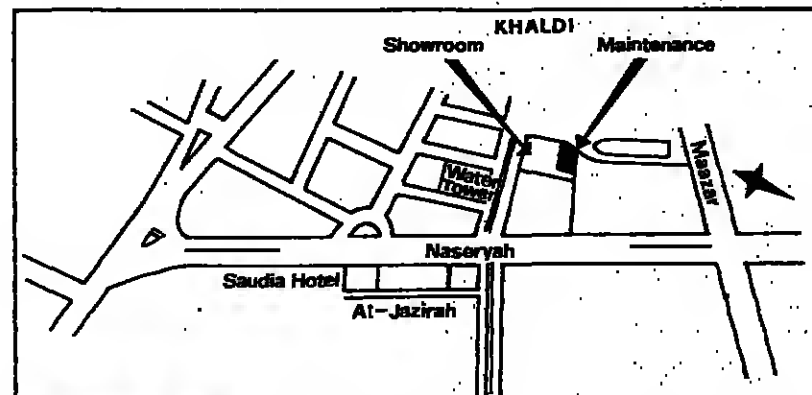 KHALDI
Showroom
Maintenance
Water
Tower
Maazar
Naseryah
Saudia Hotel
At-Jazirah